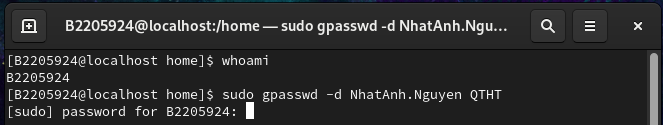 B2205924@localhost:/home — sudo gpasswd -d NhatAnh.Ngu…
[B2205924@localhost home]$ whoami
B2205924
[B2205924@localhost home]$ sudo gpasswd -d NhatAnh.Nguyen QTHT
[sudo] password for B2205924: